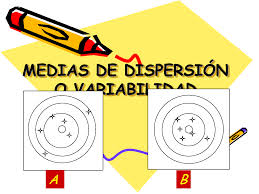 MEDIAS DE DISPERSIÓN
O VARIABILIDAD
A B